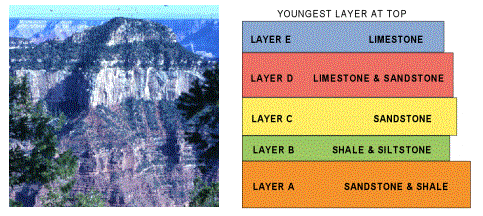 YOUNGEST LAYER AT TOP
LAYER E LIMESTONE
LAYER D LIMESTONE & SANDSTONE
LAYER C SANDSTONE
LAYER B SHALE & SILTSTONE
LAYER A SANDSTONE & SHALE